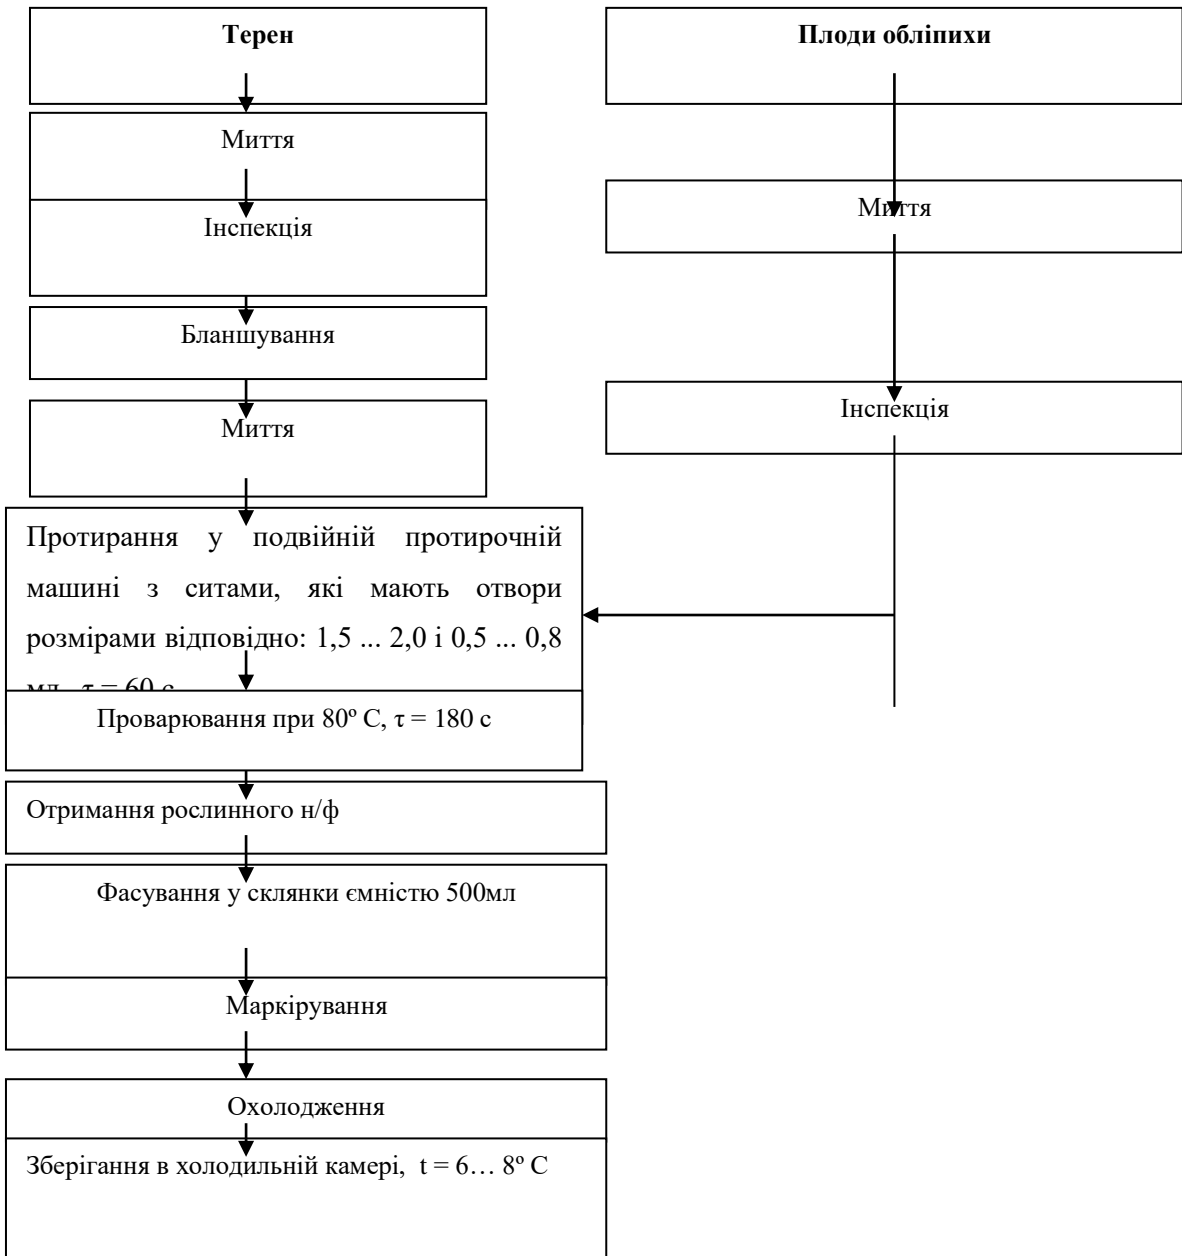 Терен
Плоди обліпихи
Миття
Інспекція
Миття
Бланшування
Інспекція
Миття
Протирання у подвійній протирочній
машині з ситами, які мають отвори
розмірами відповідно: 1,5 ... 2,0 і 0,5 ... 0,8
τ = 60 с
Проварювання при 80º С, τ = 180 с
Отримання рослинного н/ф
Фасування у склянки ємністю 500мл
Маркірування
Охолодження
Зберігання в холодильній камері, t = 6… 8º С